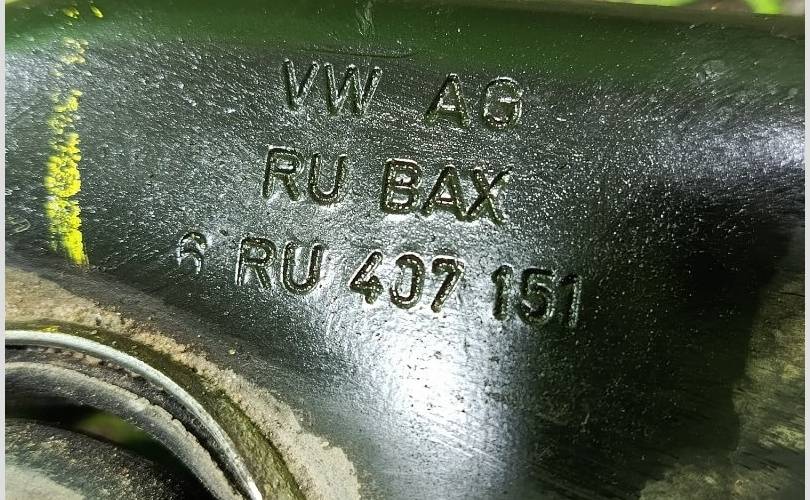 VW AG
RU BAX
6 RU 407 151